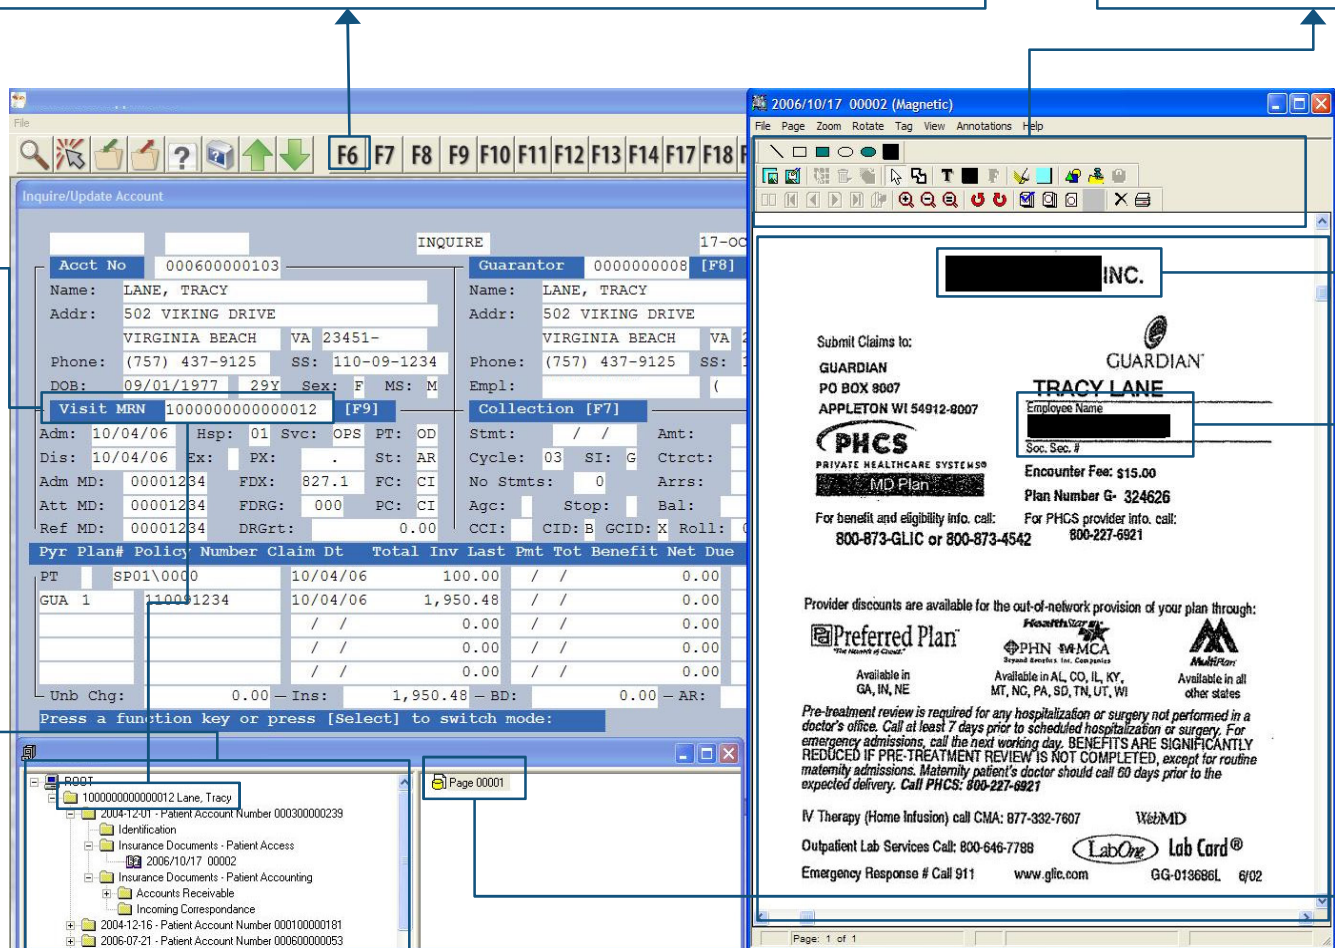 File
F6 F7 F8 F9 F10 F11 F12 F13 F14 F17 F18
Inquire/Update Account
INQUIRE 17-OC
Acct No 000600000103 Guarantor 0000000008 [F8]
Name: LANE, TRACY Name: LANE, TRACY
Addr: 502 VIKING DRIVE Addr: 502 VIKING DRIVE
VIRGINIA BEACH VA 23451- VIRGINIA BEACH VA 2
Phone: (757) 437-9125 SS: 110-09-1234 Phone: (757) 437-9125 SS: 1
DOB: 09/01/1977 29Y Sex: F MS: M Empl: (
Visit MRN 1000000000000012 [F9] Collection [F7]
Adm: 10/04/06 Hsp: 01 Svc: OPS PT: OD Stmt: / / Amt:
Dis: 10/04/06 Ex: PX: . St: AR Cycle: 03 SI: G Ctrct:
Adm MD: 00001234 FDX: 827.1 FC: CI No Stmts: 0 Arrs:
Att MD: 00001234 FDRG: 000 PC: CI Agc: Stop: Bal:
Ref MD: 00001234 DRGrt: 0.00 CCI: CID: B GCID: X Roll: 0
Pyr Plan# Policy Number Claim Dt Total Inv Last Pmt Tot Benefit Net Due
PT SP01\0000 10/04/06 100.00 / / 0.00
GUA 1 110091234 10/04/06 1,950.48 / / 0.00
/ / 0.00 / / 0.00
/ / 0.00 / / 0.00
/ / 0.00 / / 0.00
Unb Chg: 0.00 – Ins: 1,950.48 – BD: 0.00 – AR:
Press a function key or press [Select] to switch mode:
ROOT
1000000000000012 Lane, Tracy
2004-12-01 - Patient Account Number 000300000239
Identification
Insurance Documents - Patient Access
2006/10/17 00002
Insurance Documents - Patient Accounting
Accounts Receivable
Incoming Correspondance
2004-12-16 - Patient Account Number 000100000181
2006-07-21 - Patient Account Number 000600000053
Page 00001
2006/10/17 00002 (Magnetic)
File Page Zoom Rotate Tag View Annotations Help
INC.
Submit Claims to:
GUARDIAN
PO BOX 8007
APPLETON WI 54912-8007
PHCS
PRIVATE HEALTHCARE SYSTEMS®
MD Plan
GUARDIAN
TRACY LANE
Employee Name
Soc. Sec. #
Encounter Fee: $15.00
Plan Number G- 324626
For benefit and eligibility info. call:
800-873-GLIC or 800-873-4542
For PHCS provider info. call:
800-227-6921
Provider discounts are available for the out-of-network provision of your plan through:
Preferred Plan
"The Network of Choice."
Available in
GA, IN, NE
HealthStar
PHN MMCA
Beyond Benefits, Inc. Companies
Available in AL, CO, IL, KY,
MT, NC, PA, SD, TN, UT, WI
MultiPlan
Available in all
other states
Pre-treatment review is required for any hospitalization or surgery not performed in a
doctor's office. Call at least 7 days prior to scheduled hospitalization or surgery. For
emergency admissions, call the next working day. BENEFITS ARE SIGNIFICANTLY
REDUCED IF PRE-TREATMENT REVIEW IS NOT COMPLETED, except for routine
maternity admissions. Maternity patient's doctor should call 60 days prior to the
expected delivery. Call PHCS: 800-227-6921
IV Therapy (Home Infusion) call CMA: 877-332-7607 WebMD
Outpatient Lab Services Call: 800-646-7788 LabOne Lab Card®
Emergency Response # Call 911 www.glic.com GG-013686L 6/02
Page: 1 of 1